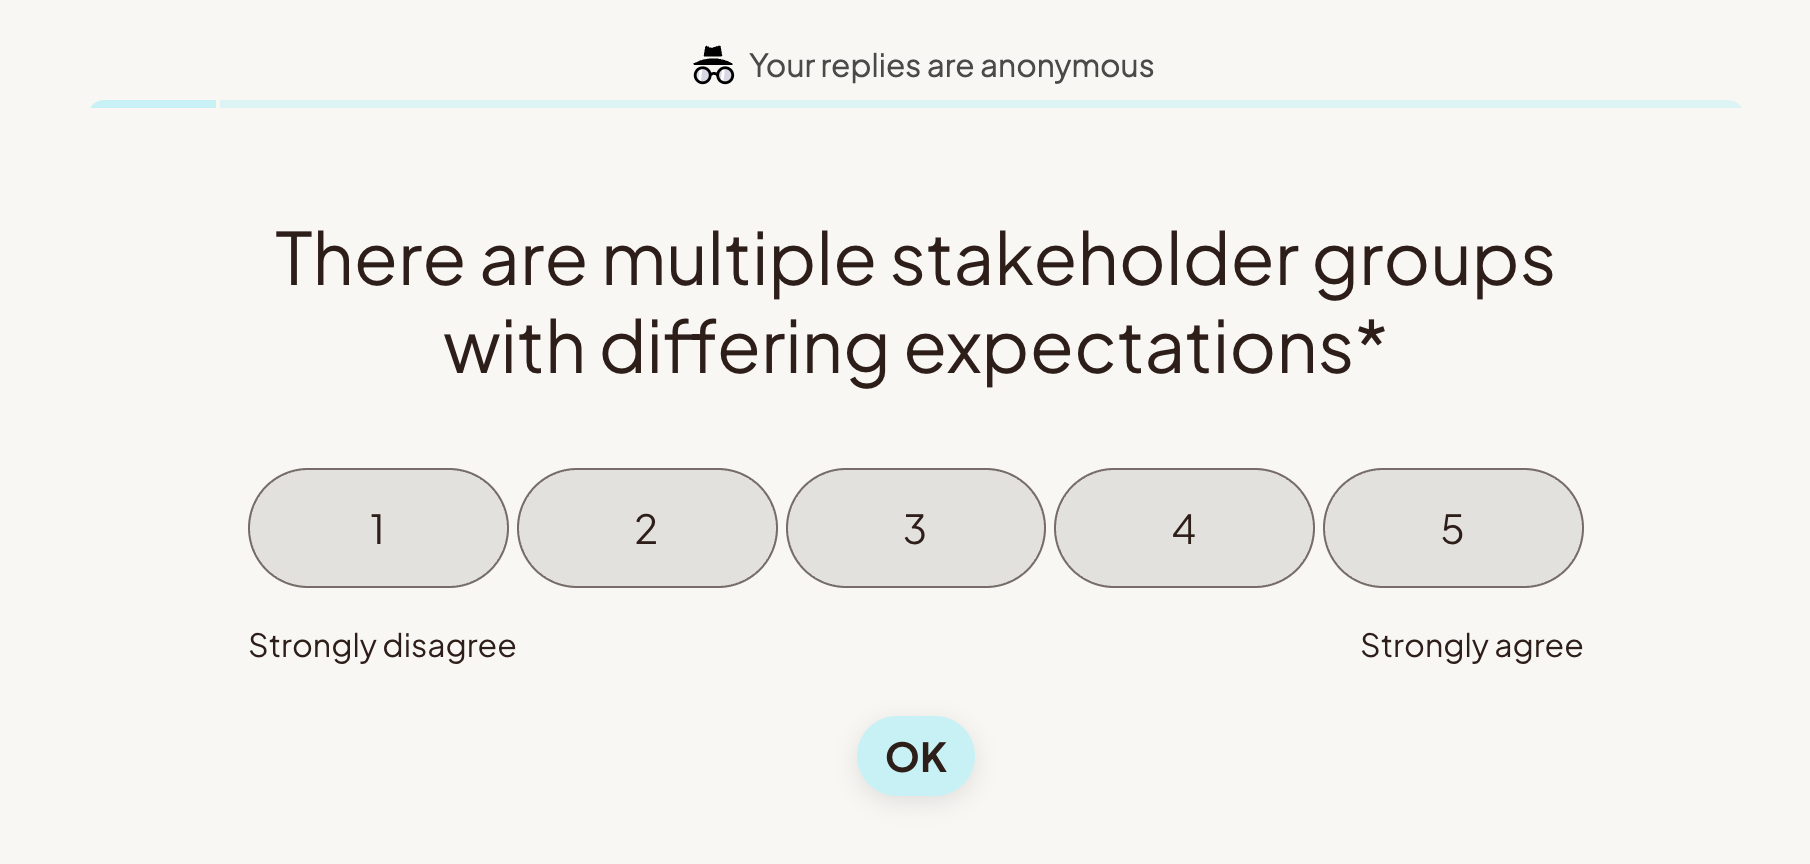 Your replies are anonymous
There are multiple stakeholder groups
with differing expectations*
1
2
3
4
5
Strongly disagree
Strongly agree
OK